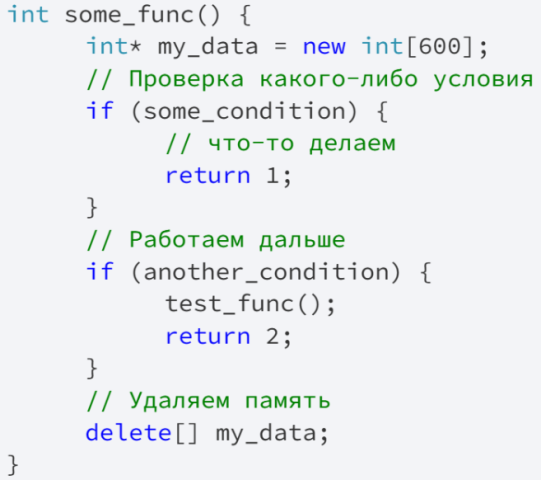 int some_func() {
int* my_data = new int[600];
// Проверка какого-либо условия
if (some_condition) {
// что-то делаем
return 1;
}
// Работаем дальше
if (another_condition) {
test_func();
return 2;
}
// Удаляем память
delete[] my_data;
}